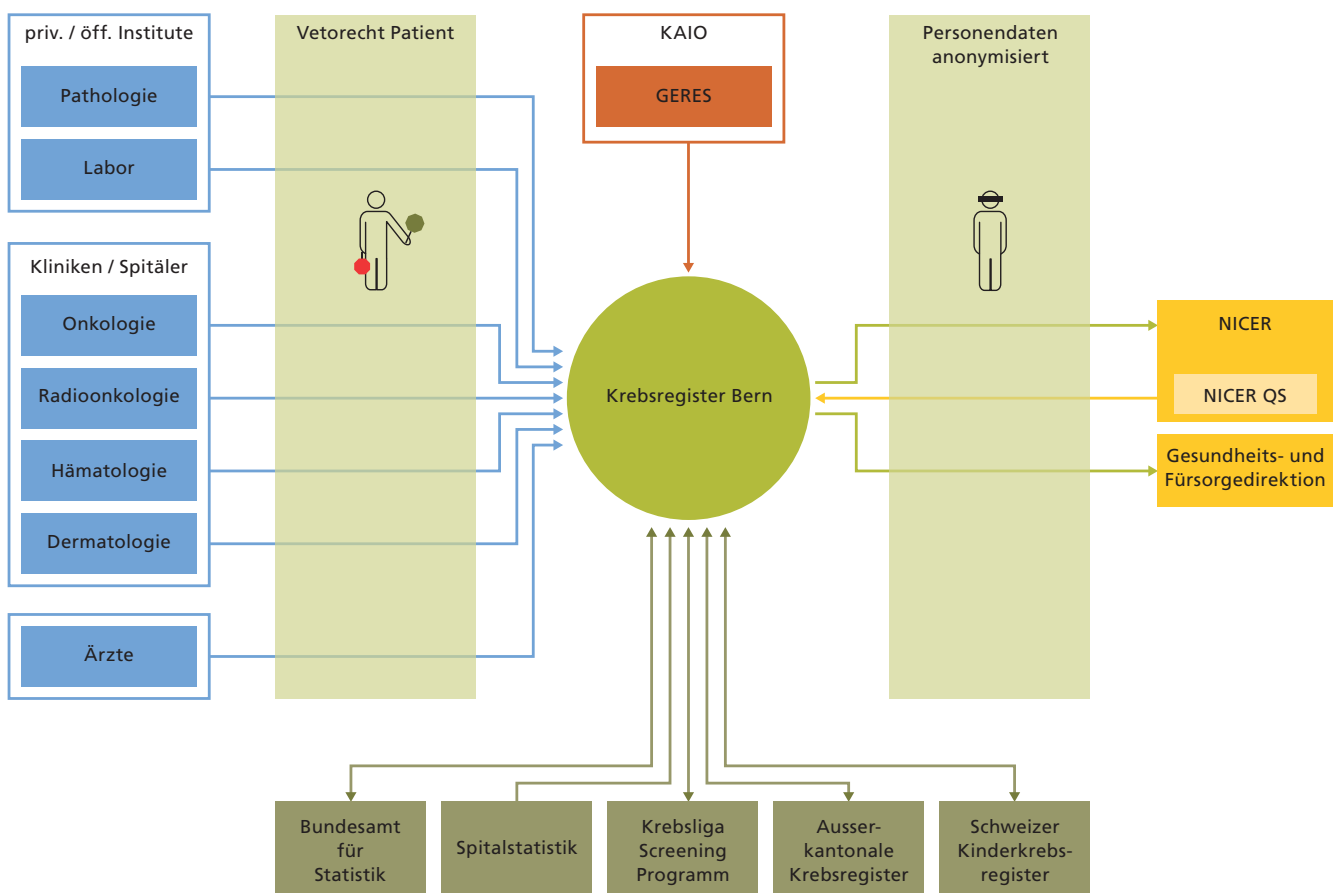 priv. / öff. Institute
Pathologie
Labor
Kliniken / Spitäler
Onkologie
Radioonkologie
Hämatologie
Dermatologie
Ärzte
Vetorecht Patient
KAIO
GERES
Krebsregister Bern
Personendaten
anonymisiert
NICER
NICER QS
Gesundheits- und
Fürsorgedirektion
Bundesamt
für
Statistik
Spitalstatistik
Krebsliga
Screening
Programm
Ausser-
kantonale
Krebsregister
Schweizer
Kinderkrebs-
register